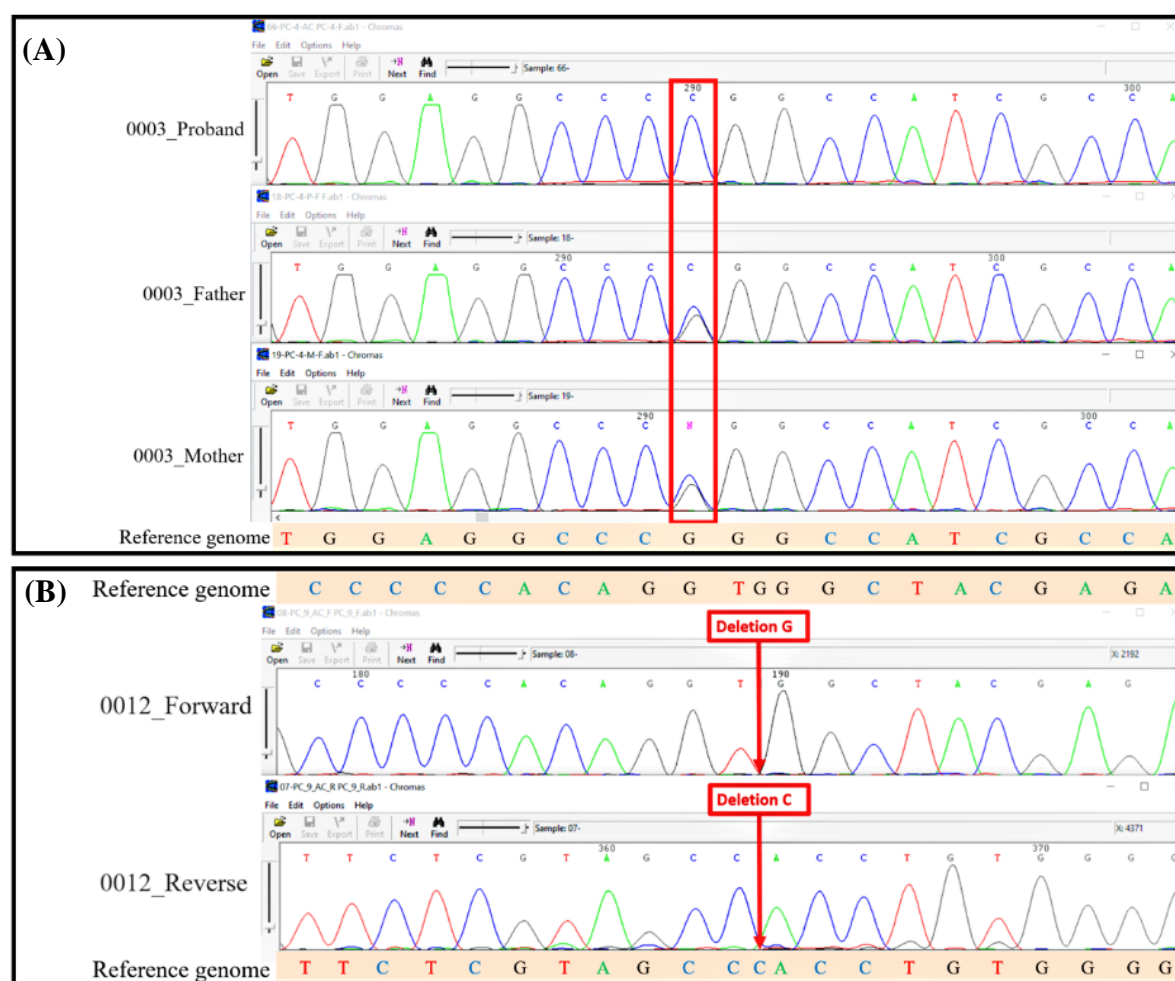 (A)
66-PC-4-AC PC-4-F.ab1 - Chromas
File Edit Options Help
Open Save Export Print Next Find Sample: 66-
290 300
T G G A G G C C C C G G C C A T C G C C A
0003_Proband
18-PC-4-P-F F.ab1 - Chromas
File Edit Options Help
Open Save Export Print Next Find Sample: 18-
290 300
T G G A G G C C C C G G C C A T C G C C A
0003_Father
19-PC-4-M-F.ab1 - Chromas
File Edit Options Help
Open Save Export Print Next Find Sample: 19-
290 300
T G G A G G C C C N G G C C A T C G C C A
0003_Mother
Reference genome T G G A G G C C C G G G C C A T C G C C A
(B) Reference genome C C C C C A C A G G T G G G C T A C G A G A
08-PC_9_AC_F PC_9_F.ab1 - Chromas
File Edit Options Help
Deletion G
Open Save Export Print Next Find Sample: 08- X: 2192
180 190
C C C C C A C A G G T G G C T A C G A G
0012_Forward
07-PC_9_AC_R PC_9_R.ab1 - Chromas
File Edit Options Help
Deletion C
Open Save Export Print Next Find Sample: 07- X: 4371
360 370
T T C T C G T A G C C A C C T G T G G G G
0012_Reverse
Reference genome T T C T C G T A G C C C A C C T G T G G G G